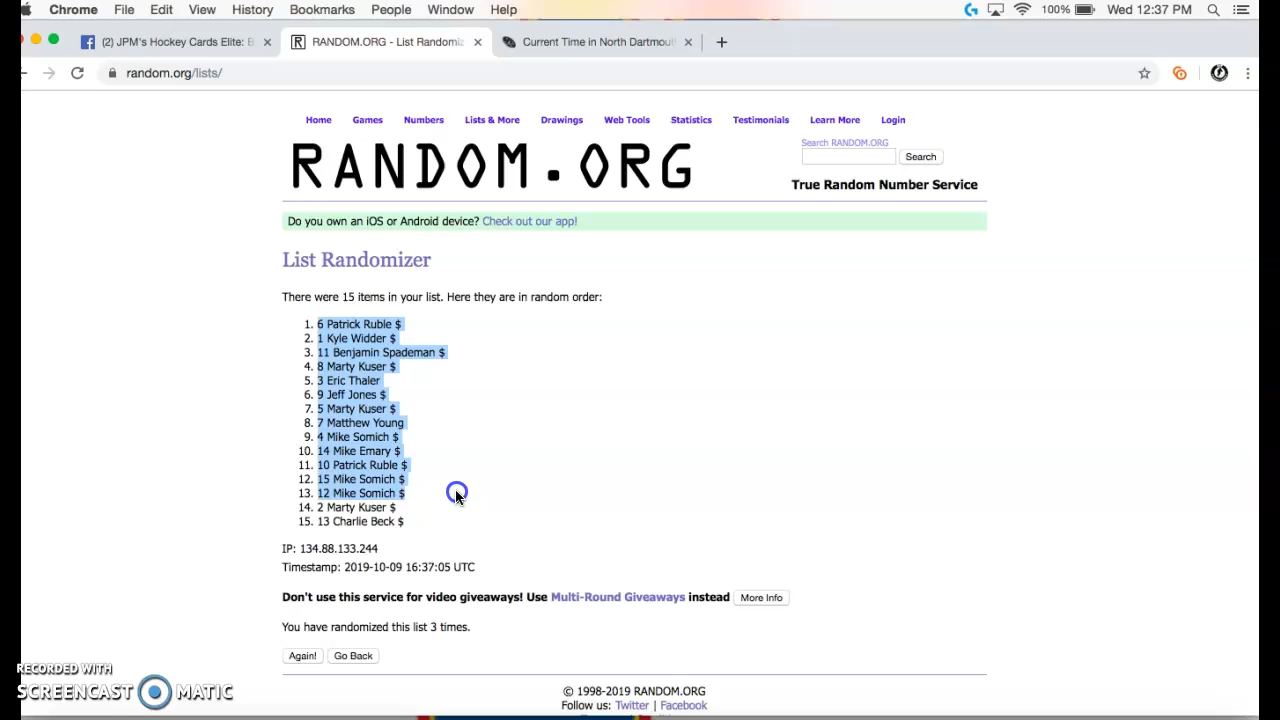 Chrome File Edit View History Bookmarks People Window Help 100% Wed 12:37 PM
(2) JPM's Hockey Cards Elite: B RANDOM.ORG - List Randomiz Current Time in North Dartmout
random.org/lists/
Home Games Numbers Lists & More Drawings Web Tools Statistics Testimonials Learn More Login
Search RANDOM.ORG
RANDOM.ORG
Search
True Random Number Service
Do you own an iOS or Android device? Check out our app!
List Randomizer
There were 15 items in your list. Here they are in random order:
1. 6 Patrick Ruble $
2. 1 Kyle Widder $
3. 11 Benjamin Spademan $
4. 8 Marty Kuser $
5. 3 Eric Thaler
6. 9 Jeff Jones $
7. 5 Marty Kuser $
8. 7 Matthew Young
9. 4 Mike Somich $
10. 14 Mike Emary $
11. 10 Patrick Ruble $
12. 15 Mike Somich $
13. 12 Mike Somich $
14. 2 Marty Kuser $
15. 13 Charlie Beck $
IP: 134.88.133.244
Timestamp: 2019-10-09 16:37:05 UTC
Don't use this service for video giveaways! Use Multi-Round Giveaways instead More Info
You have randomized this list 3 times.
Again! Go Back
RECORDED WITH
SCREENCAST MATIC
© 1998-2019 RANDOM.ORG
Follow us: Twitter | Facebook